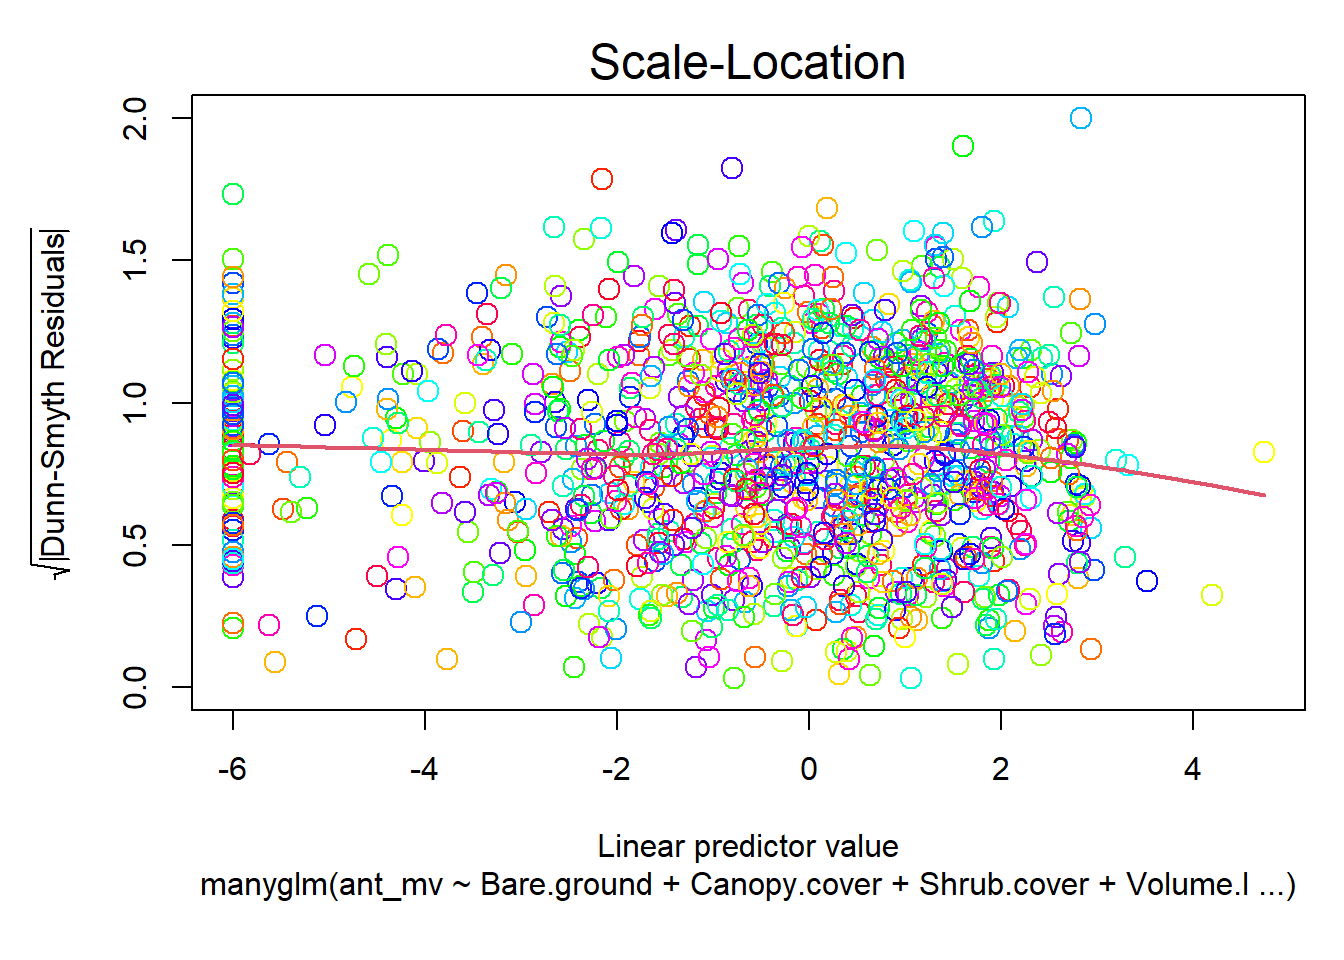 Scale-Location
2.0
1.5
1.0
0.5
0.0
√|Dunn-Smyth Residuals|
-6 -4 -2 0 2 4
Linear predictor value
manyglm(ant_mv ~ Bare.ground + Canopy.cover + Shrub.cover + Volume.l ...)